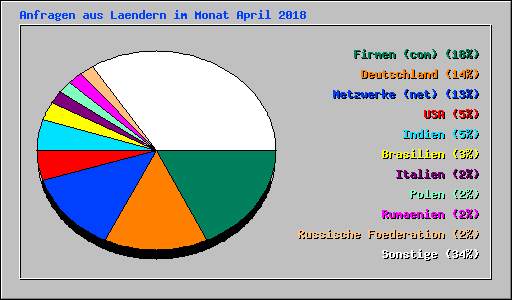 Anfragen aus Laendern im Monat April 2018
Firmen (com) (18%)
Deutschland (14%)
Netzwerke (net) (13%)
USA (5%)
Indien (5%)
Brasilien (3%)
Italien (2%)
Polen (2%)
Rumaenien (2%)
Russische Foederation (2%)
Sonstige (34%)